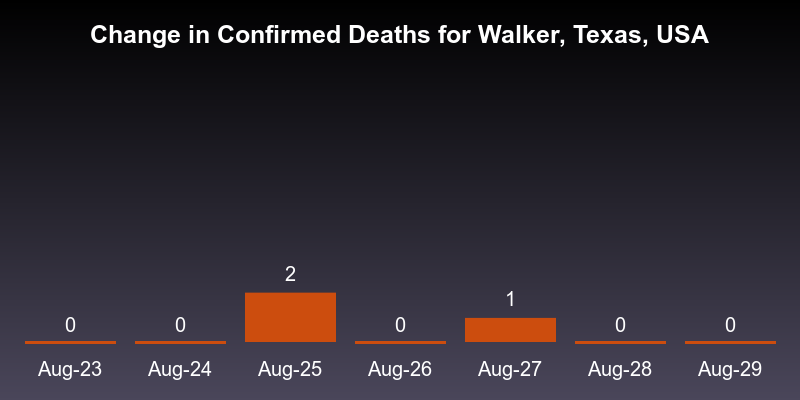 Change in Confirmed Deaths for Walker, Texas, USA
2
1
0 0 0 0 0
Aug-23 Aug-24 Aug-25 Aug-26 Aug-27 Aug-28 Aug-29